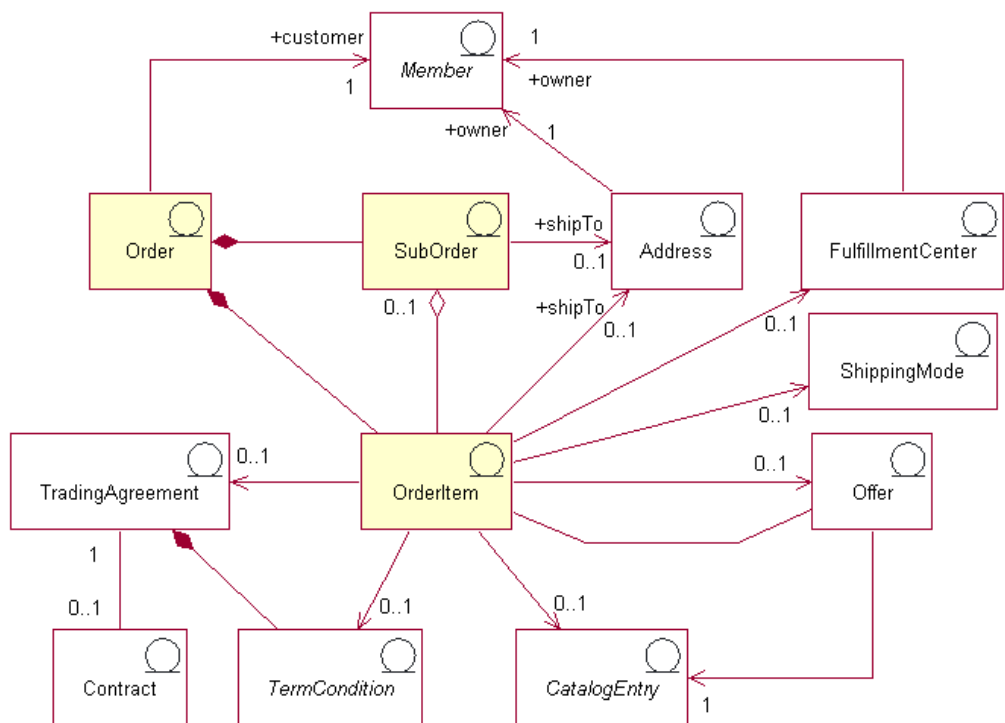 +customer
1
Member
1
+owner
+owner
1
Order
SubOrder
+shipTo
0..1
Address
FulfillmentCenter
0..1
+shipTo
0..1
0..1
ShippingMode
0..1
TradingAgreement
0..1
OrderItem
0..1
Offer
1
0..1
0..1
0..1
Contract
TermCondition
CatalogEntry
1